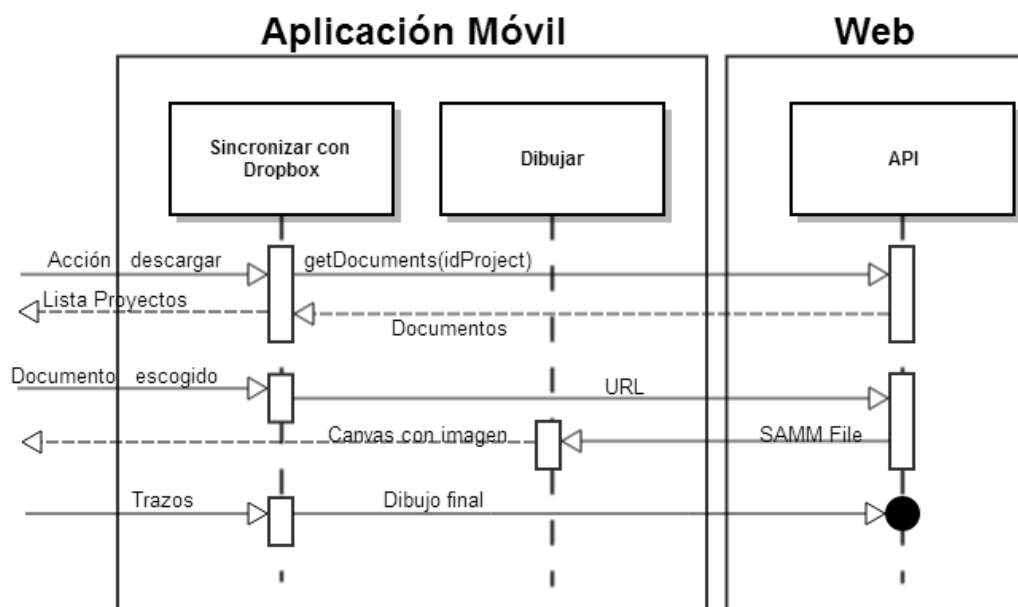 Aplicación Móvil
Web
Sincronizar con
Dropbox
Dibujar
API
Acción descargar
getDocuments(idProject)
Lista Proyectos
Documentos
Documento escogido
URL
Canvas con imagen
SAMM File
Trazos
Dibujo final